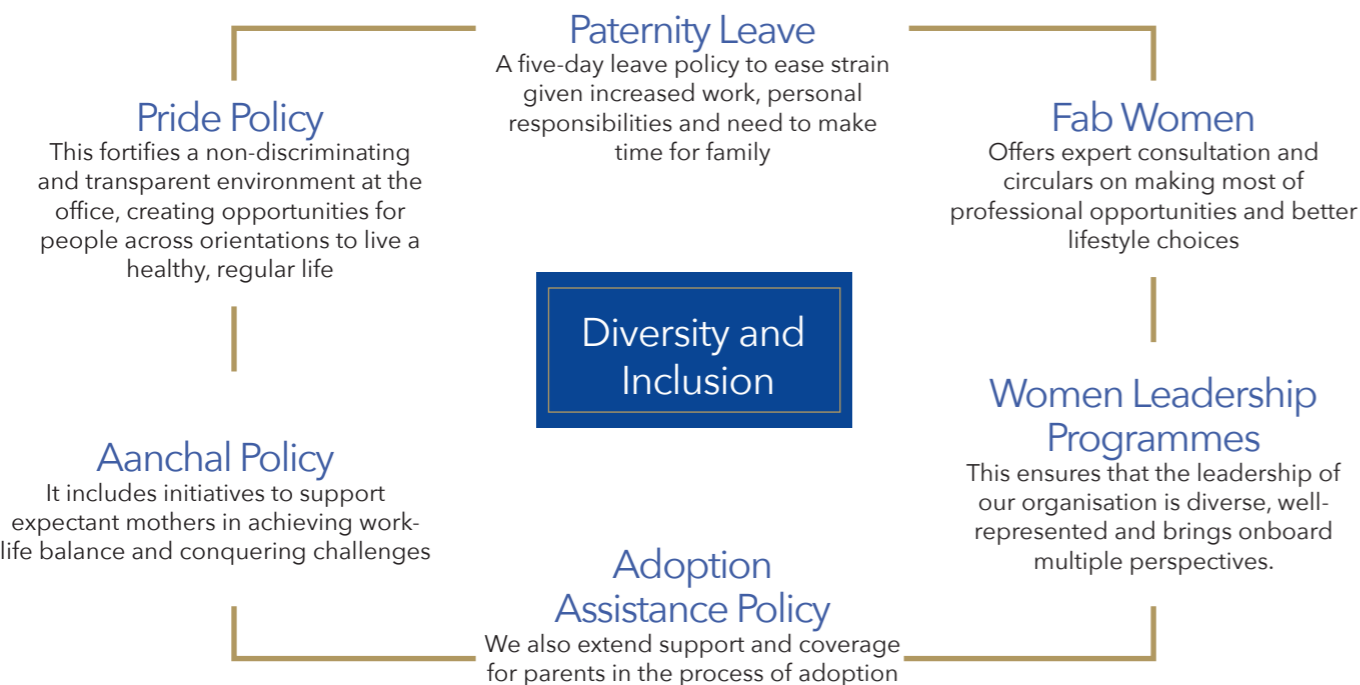 Paternity Leave
A five-day leave policy to ease strain
given increased work, personal
responsibilities and need to make
time for family
Pride Policy
This fortifies a non-discriminating
and transparent environment at the
office, creating opportunities for
people across orientations to live a
healthy, regular life
Fab Women
Offers expert consultation and
circulars on making most of
professional opportunities and better
lifestyle choices
Diversity and
Inclusion
Aanchal Policy
It includes initiatives to support
expectant mothers in achieving work-
life balance and conquering challenges
Women Leadership
Programmes
This ensures that the leadership of
our organisation is diverse, well-
represented and brings onboard
multiple perspectives.
Adoption
Assistance Policy
We also extend support and coverage
for parents in the process of adoption